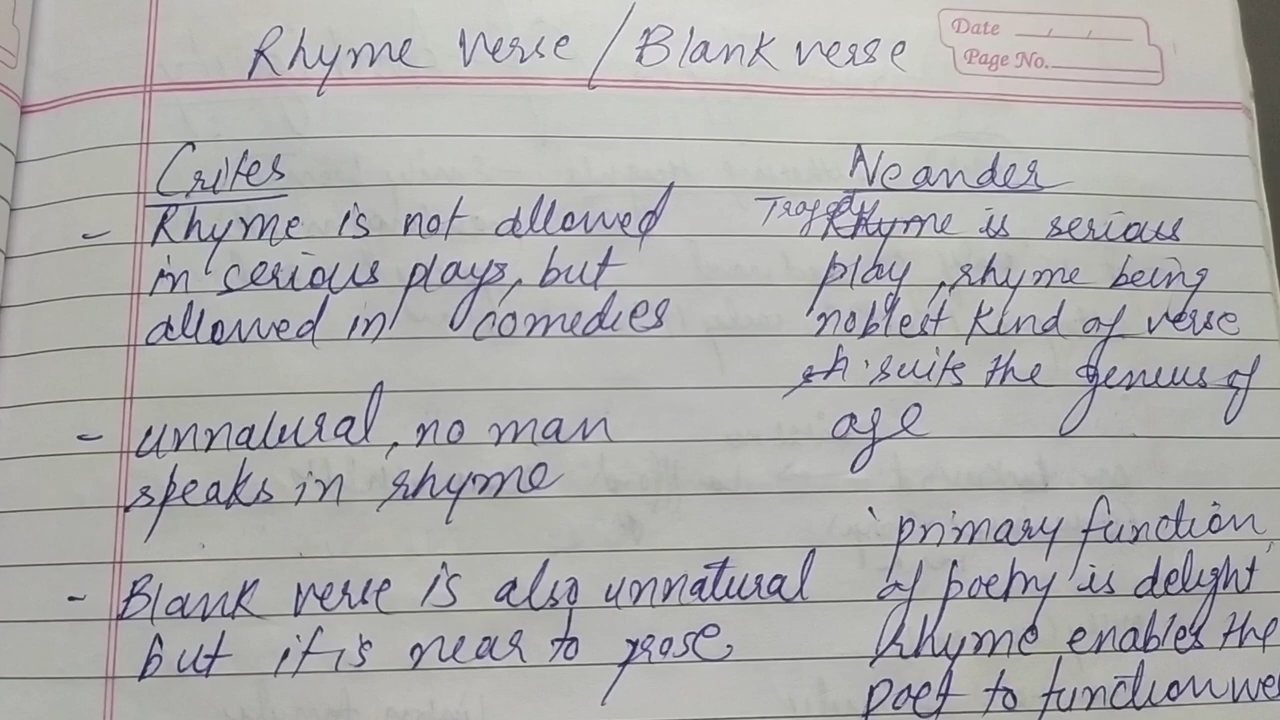 Rhyme verse / Blank verse
Date
Page No.
Crites
- Rhyme is not allowed
in serious plays, but
allowed in comedies
- unnatural, no man
speaks in rhyme
- Blank verse is also unnatural
but it is near to prose
Neander
Tragedy Rhyme is serious
play, rhyme being
noblest kind of verse
suits the genius of
age
primary function
of poetry is delight
Rhyme enables the
poet to function we